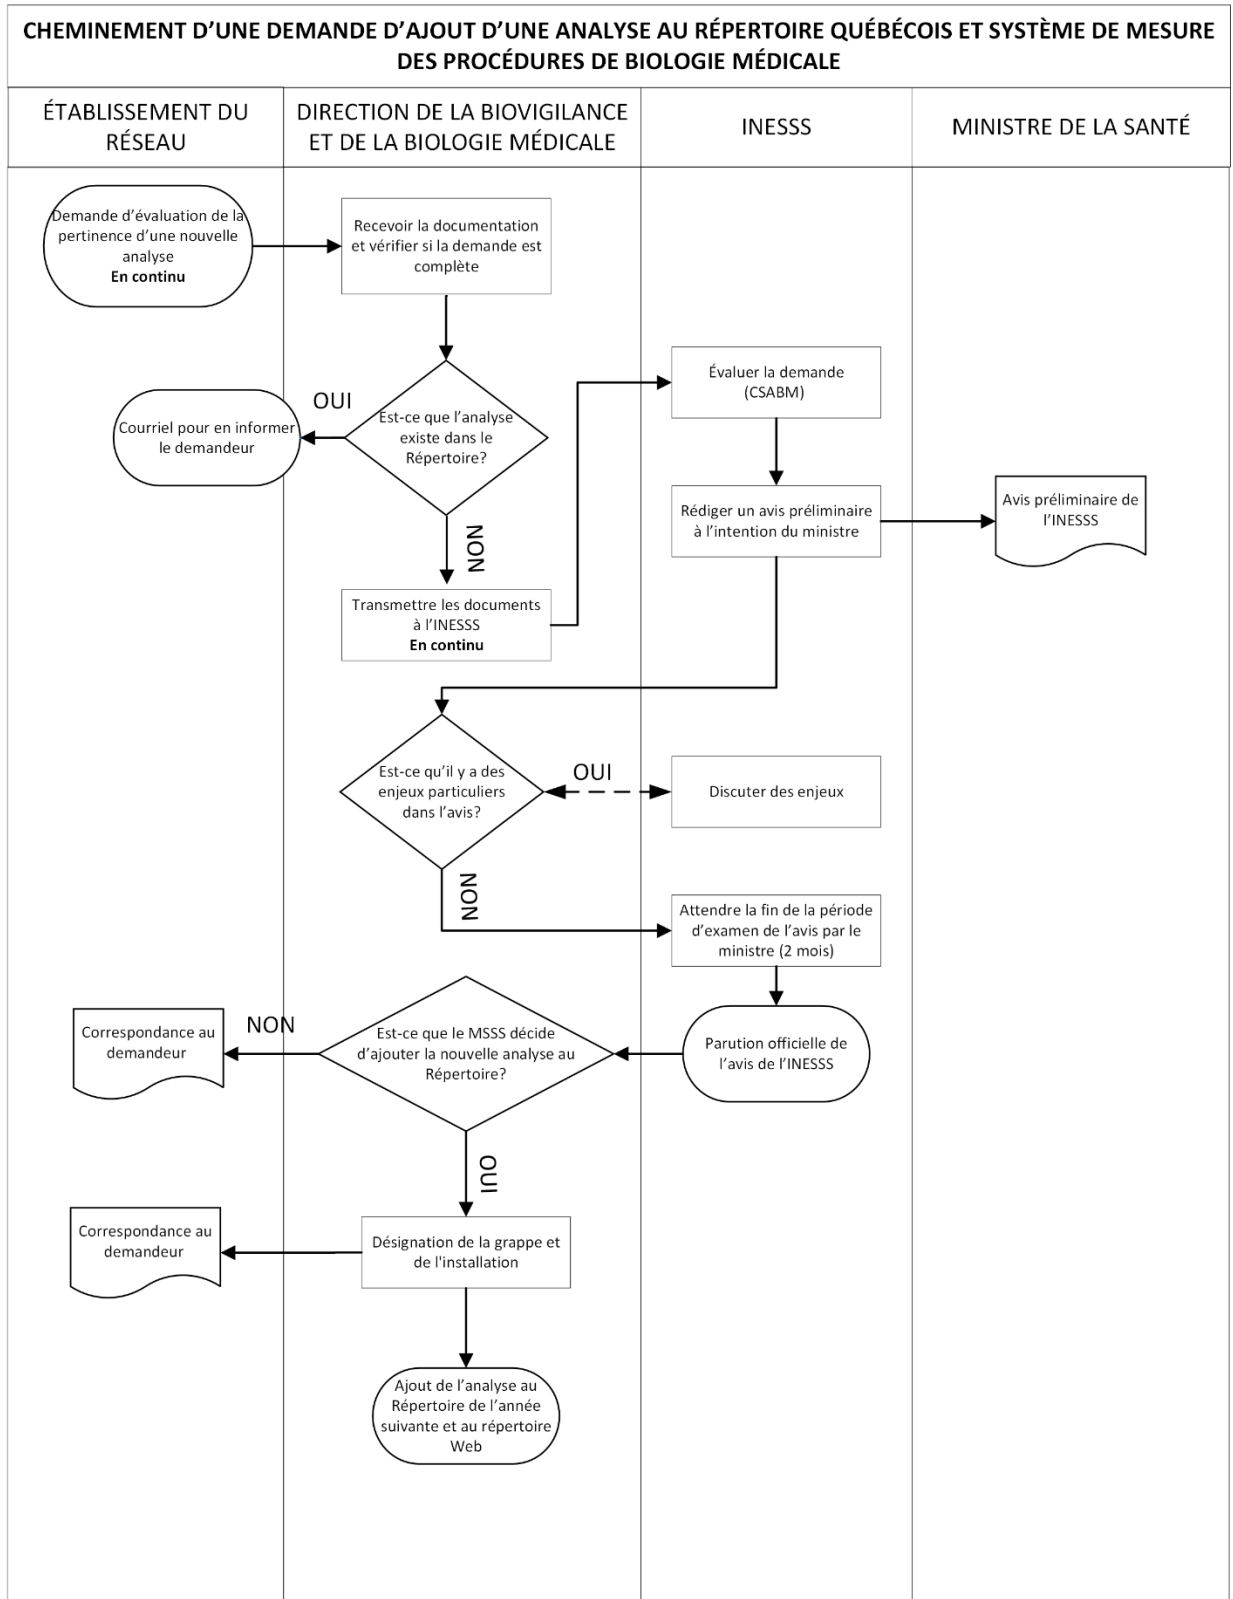 CHEMINEMENT D’UNE DEMANDE D’AJOUT D’UNE ANALYSE AU RÉPERTOIRE QUÉBÉCOIS ET SYSTÈME DE MESURE
DES PROCÉDURES DE BIOLOGIE MÉDICALE
ÉTABLISSEMENT DU
RÉSEAU
DIRECTION DE LA BIOVIGILANCE
ET DE LA BIOLOGIE MÉDICALE
INESSS
MINISTRE DE LA SANTÉ
Demande d’évaluation de la
pertinence d’une nouvelle
analyse
En continu
Recevoir la documentation
et vérifier si la demande est
complète
Est-ce que l’analyse
existe dans le
Répertoire?
OUI
Courriel pour en informer
le demandeur
NON
Transmettre les documents
à l’INESSS
En continu
Évaluer la demande
(CSABM)
Rédiger un avis préliminaire
à l’intention du ministre
Avis préliminaire de
l’INESSS
Est-ce qu’il y a des
enjeux particuliers
dans l’avis?
OUI
Discuter des enjeux
NON
Attendre la fin de la période
d’examen de l’avis par le
ministre (2 mois)
Parution officielle de
l’avis de l’INESSS
Est-ce que le MSSS décide
d’ajouter la nouvelle analyse au
Répertoire?
NON
Correspondance au
demandeur
OUI
Désignation de la grappe et
de l'installation
Correspondance au
demandeur
Ajout de l’analyse au
Répertoire de l’année
suivante et au répertoire
Web